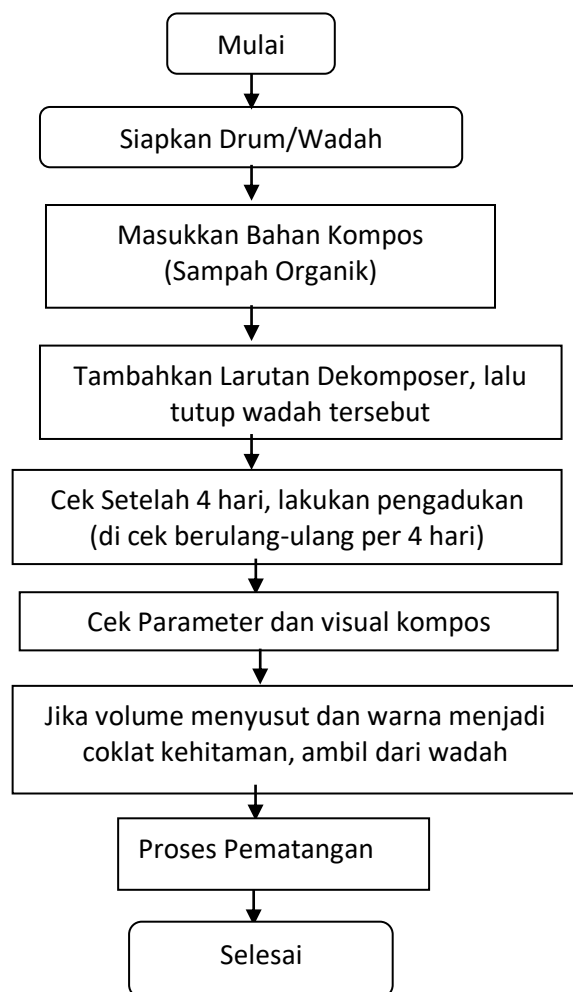 Mulai
Siapkan Drum/Wadah
Masukkan Bahan Kompos
(Sampah Organik)
Tambahkan Larutan Dekomposer, lalu
tutup wadah tersebut
Cek Setelah 4 hari, lakukan pengadukan
(di cek berulang-ulang per 4 hari)
Cek Parameter dan visual kompos
Jika volume menyusut dan warna menjadi
coklat kehitaman, ambil dari wadah
Proses Pematangan
Selesai